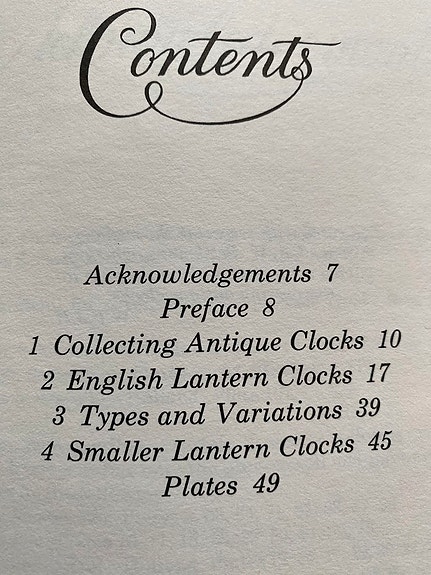 Contents
Acknowledgements 7
Preface 8
1 Collecting Antique Clocks 10
2 English Lantern Clocks 17
3 Types and Variations 39
4 Smaller Lantern Clocks 45
Plates 49